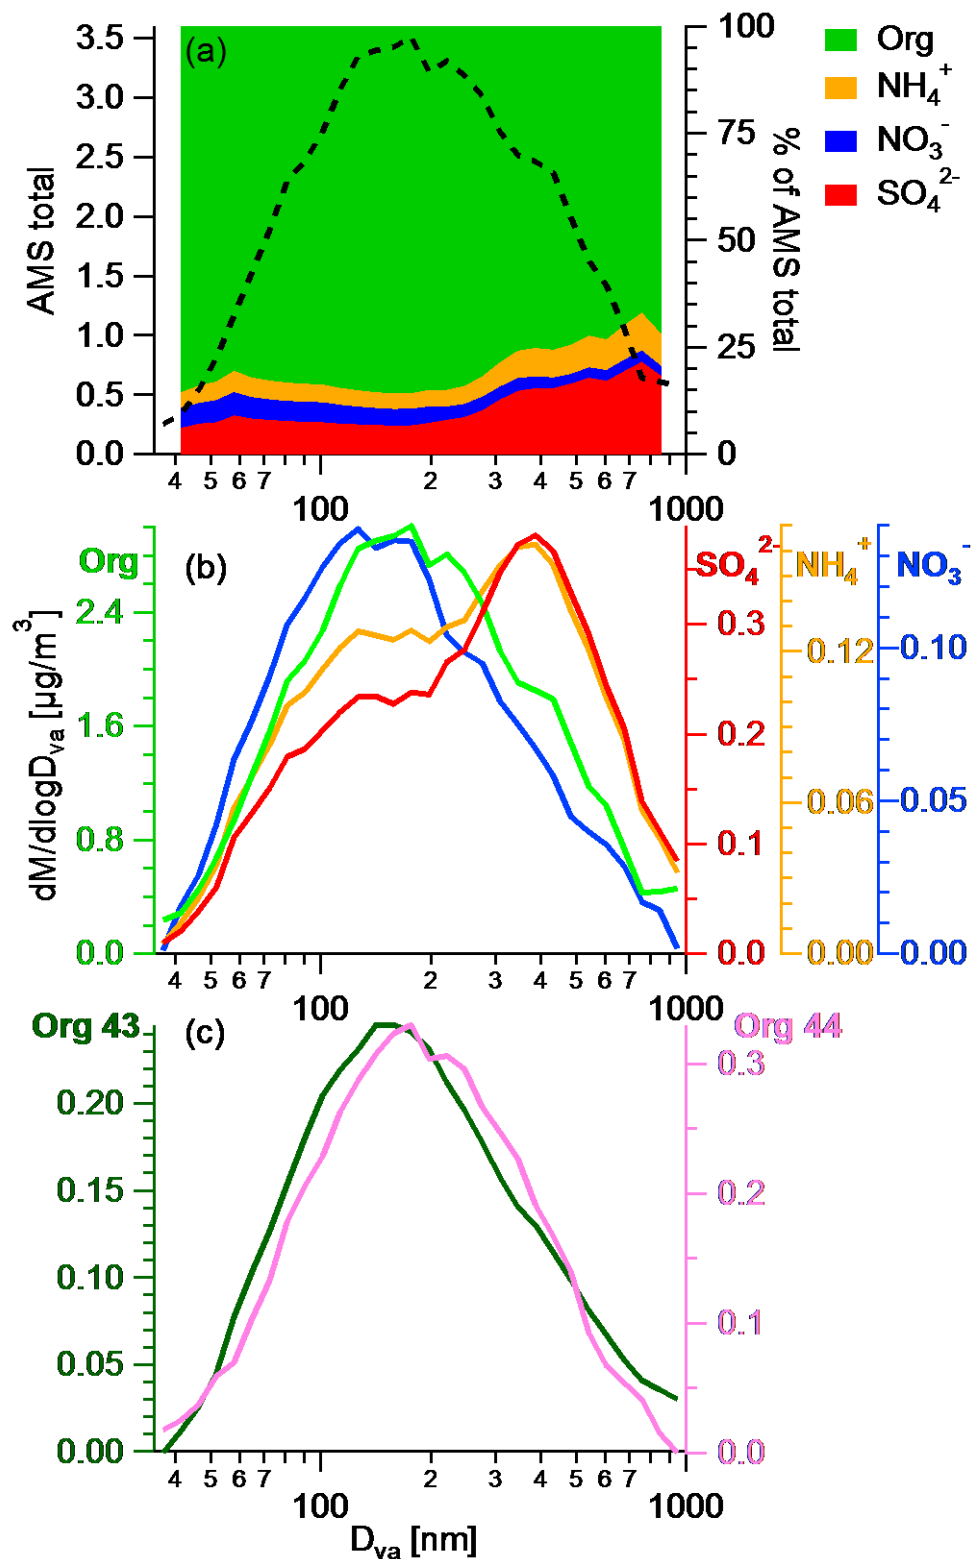 (a)
AMS total
3.5
3.0
2.5
2.0
1.5
1.0
0.5
0.0
100
75
50
25
0
% of AMS total
Org
NH₄⁺
NO₃⁻
SO₄²⁻
4 5 6 7 2 3 4 5 6 7
100 1000
(b)
dM/dlogDva [µg/m³]
Org
2.4
1.6
0.8
0.0
SO₄²⁻
0.3
0.2
0.1
0.0
NH₄⁺
0.12
0.06
0.00
NO₃⁻
0.10
0.05
0.00
4 5 6 7 2 3 4 5 6 7
100 1000
(c)
Org 43
0.20
0.15
0.10
0.05
0.00
Org 44
0.3
0.2
0.1
0.0
4 5 6 7 2 3 4 5 6 7
100 1000
Dva [nm]